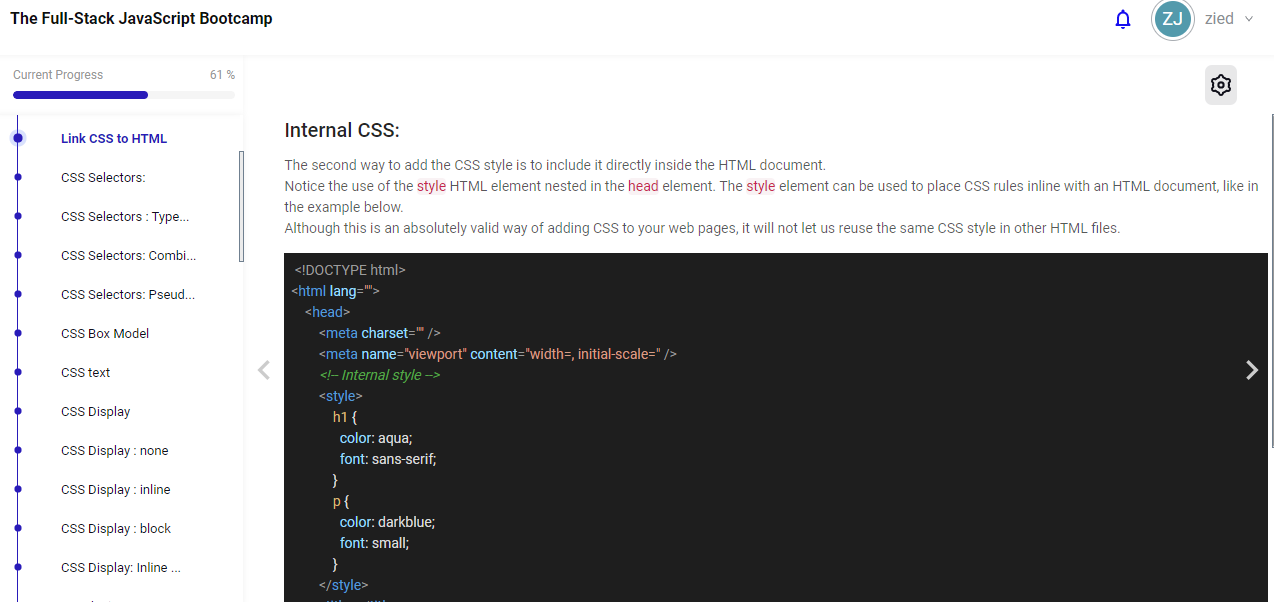 The Full-Stack JavaScript Bootcamp
ZJ
zied
Current Progress
61 %
Link CSS to HTML
CSS Selectors:
CSS Selectors : Type...
CSS Selectors: Combi...
CSS Selectors: Pseud...
CSS Box Model
CSS text
CSS Display
CSS Display : none
CSS Display : inline
CSS Display : block
CSS Display: Inline ...
Internal CSS:
The second way to add the CSS style is to include it directly inside the HTML document.
Notice the use of the style HTML element nested in the head element. The style element can be used to place CSS rules inline with an HTML document, like in
the example below.
Although this is an absolutely valid way of adding CSS to your web pages, it will not let us reuse the same CSS style in other HTML files.
<!DOCTYPE html>
<html lang="">
<head>
<meta charset="" />
<meta name="viewport" content="width=, initial-scale=" />
<!-- Internal style -->
<style>
h1 {
color: aqua;
font: sans-serif;
}
p {
color: darkblue;
font: small;
}
</style>